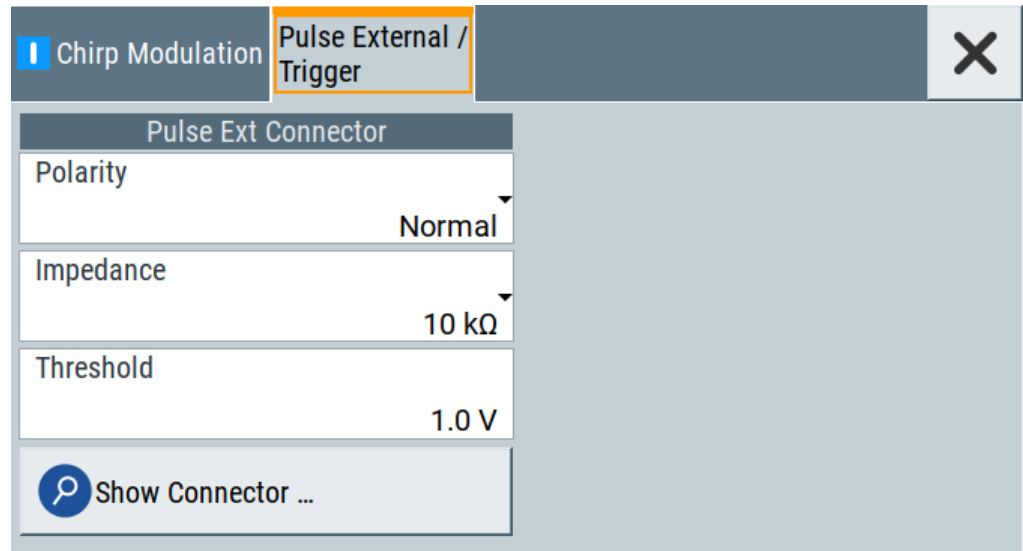 Chirp Modulation
Pulse External /
Trigger
Pulse Ext Connector
Polarity
Normal
Impedance
10 kΩ
Threshold
1.0 V
Show Connector ...